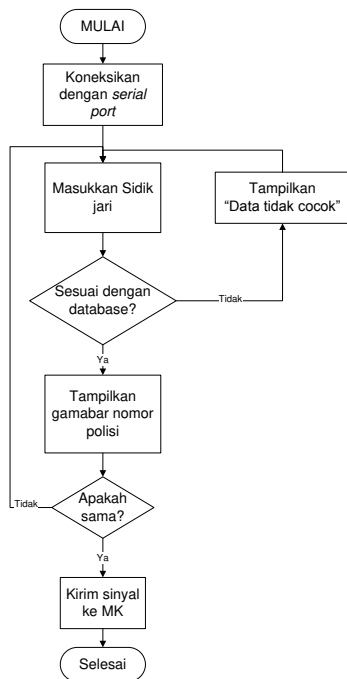 MULAI
Koneksikan
dengan serial
port
Masukkan Sidik
jari
Tampilkan
“Data tidak cocok”
Sesuai dengan
database?
Tidak
Ya
Tampilkan
gamabar nomor
polisi
Apakah
sama?
Tidak
Ya
Kirim sinyal
ke MK
Selesai